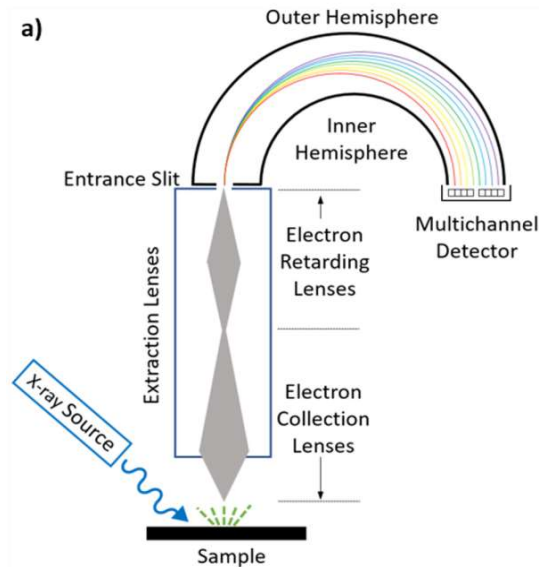 a)
Outer Hemisphere
Inner
Hemisphere
Entrance Slit
Multichannel
Detector
Electron
Retarding
Lenses
Extraction Lenses
Electron
Collection
Lenses
X-ray Source
Sample